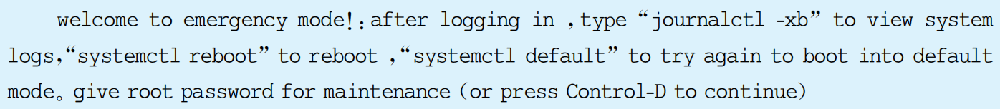 welcome to emergency mode!:after logging in ,type “journalctl -xb” to view system
logs,“systemctl reboot” to reboot ,“systemctl default” to try again to boot into default
mode。give root password for maintenance (or press Control-D to continue)